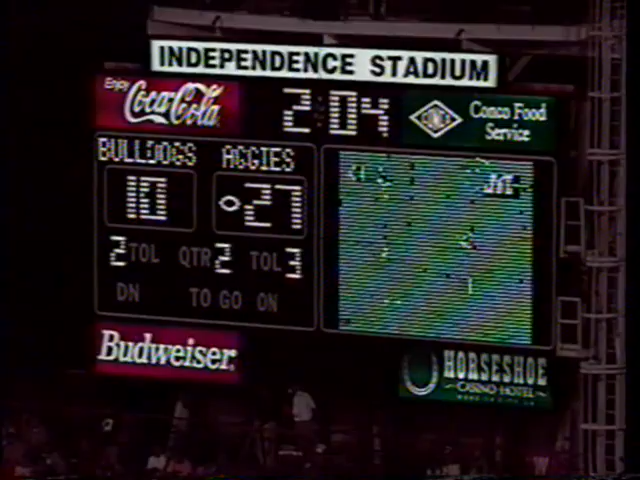 INDEPENDENCE STADIUM
Enjoy
Coca-Cola
2:04
CONCO
Conco Food
Service
BULLDOGS AGGIES
10 27
2 TOL QTR 2 TOL 3
DN TO GO ON
Budweiser
HORSESHOE
CASINO HOTEL